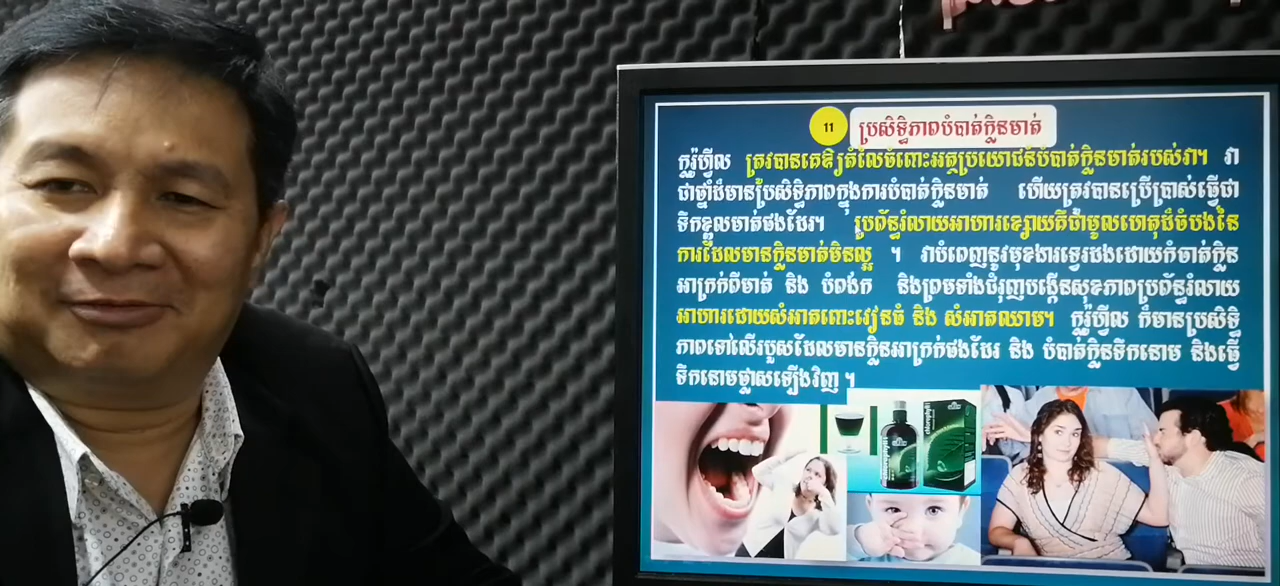 11 ប្រសិទ្ធិភាពបំបាត់ក្លិនមាត់
ក្លរ៉ូហ្វីល ត្រូវបានគេឱ្យតំលៃចំពោះអត្ថប្រយោជន៍បំបាត់ក្លិនមាត់របស់វា។ វា
ជាថ្នាំដ៏មានប្រសិទ្ធិភាពក្នុងការបំបាត់ក្លិនមាត់ ហើយត្រូវបានប្រើប្រាស់ធ្វើជា
ទឹកខ្ពុលមាត់ផងដែរ។ ប្រព័ន្ធរំលាយអាហារខ្សោយគឺជាមូលហេតុដ៏ចំបងនៃ
ការដែលមានក្លិនមាត់មិនល្អ ។ វាបំពេញនូវមុខងារទ្វេរដងដោយកំចាត់ក្លិន
អាក្រក់ពីមាត់ និង បំពង់ក និងព្រមទាំងជំរុញបង្កើនសុខភាពប្រព័ន្ធរំលាយ
អាហារដោយសំអាតពោះវៀនធំ និង សំអាតឈាម។ ក្លរ៉ូហ្វីល ក៏មានប្រសិទ្ធិ
ភាពទៅលើរបួសដែលមានក្លិនអាក្រក់ផងដែរ និង បំបាត់ក្លិនទឹកនោម និងធ្វើ
ទឹកនោមថ្លាសឡើងវិញ ។
chlorophyll
chlorophyll